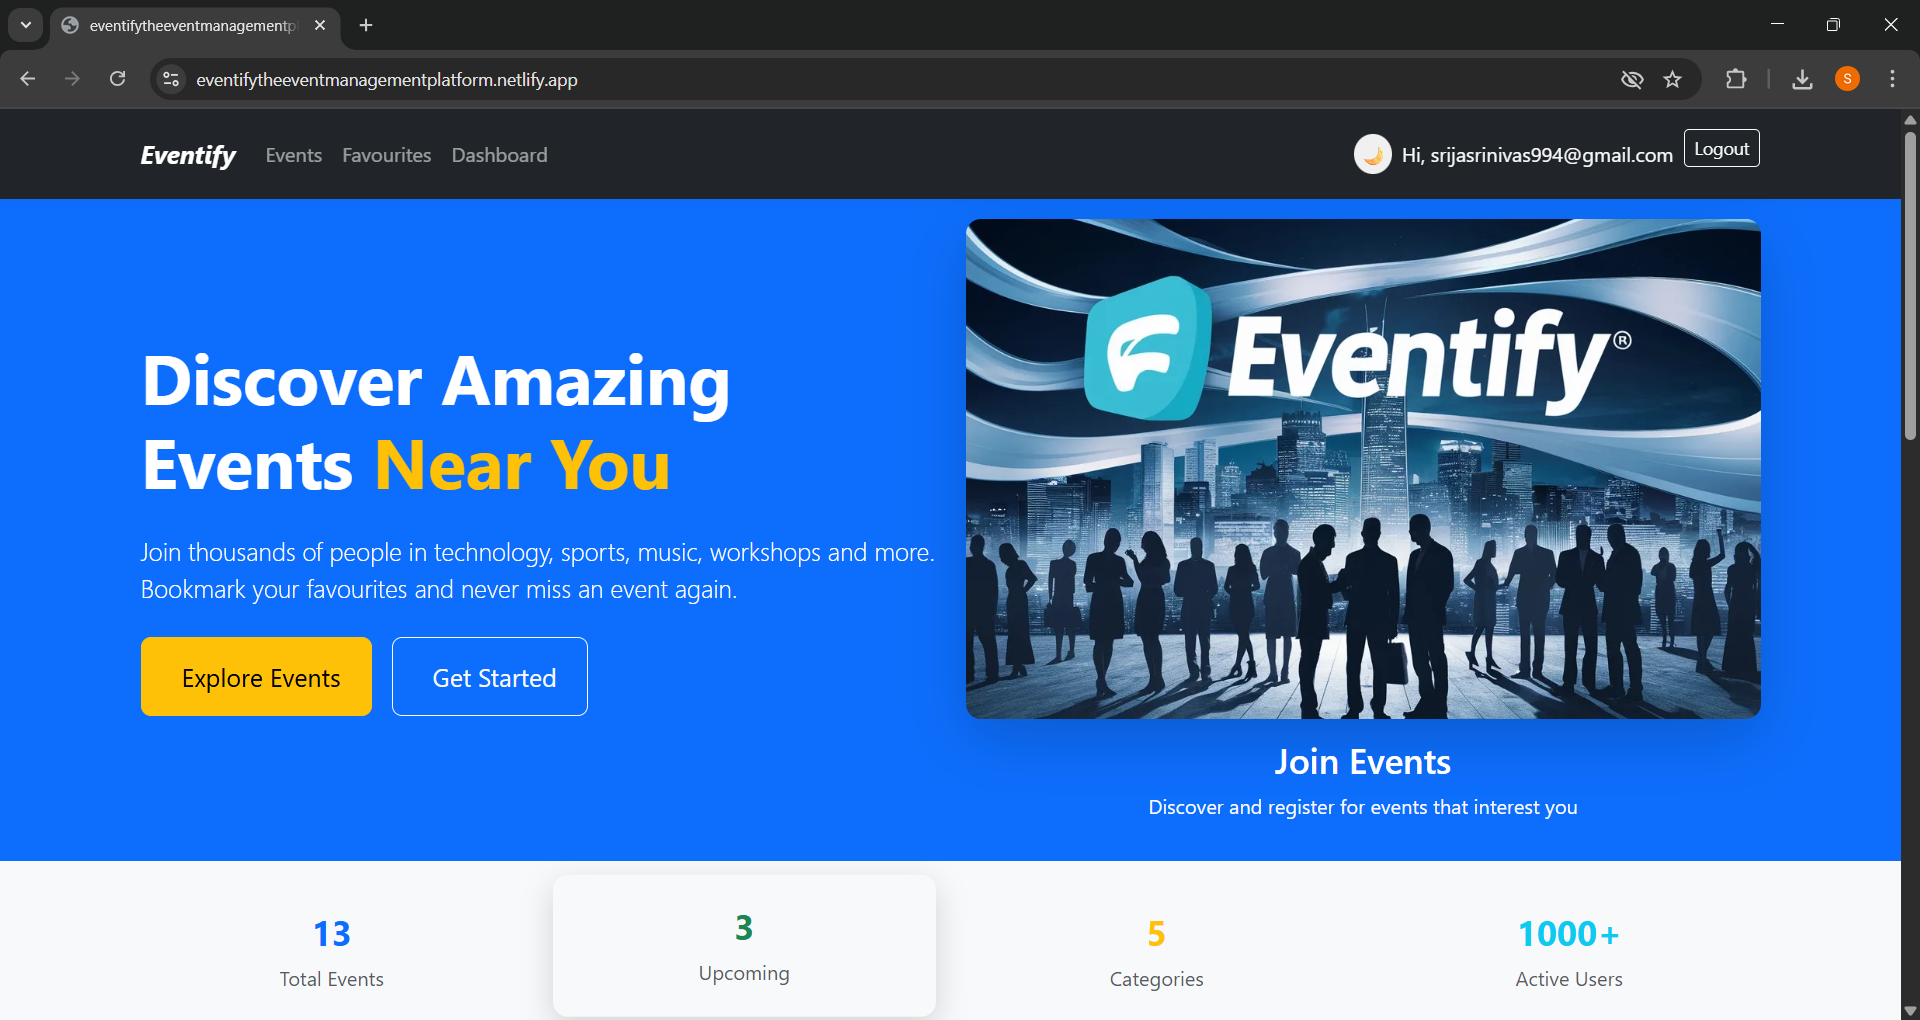 eventifytheeventmanagementp
eventifytheeventmanagementplatform.netlify.app
S
Eventify
Events
Favourites
Dashboard
Hi, srijasrinivas994@gmail.com
Logout
Discover Amazing
Events Near You
Join thousands of people in technology, sports, music, workshops and more.
Bookmark your favourites and never miss an event again.
Explore Events
Get Started
Eventify®
Join Events
Discover and register for events that interest you
13
Total Events
3
Upcoming
5
Categories
1000+
Active Users